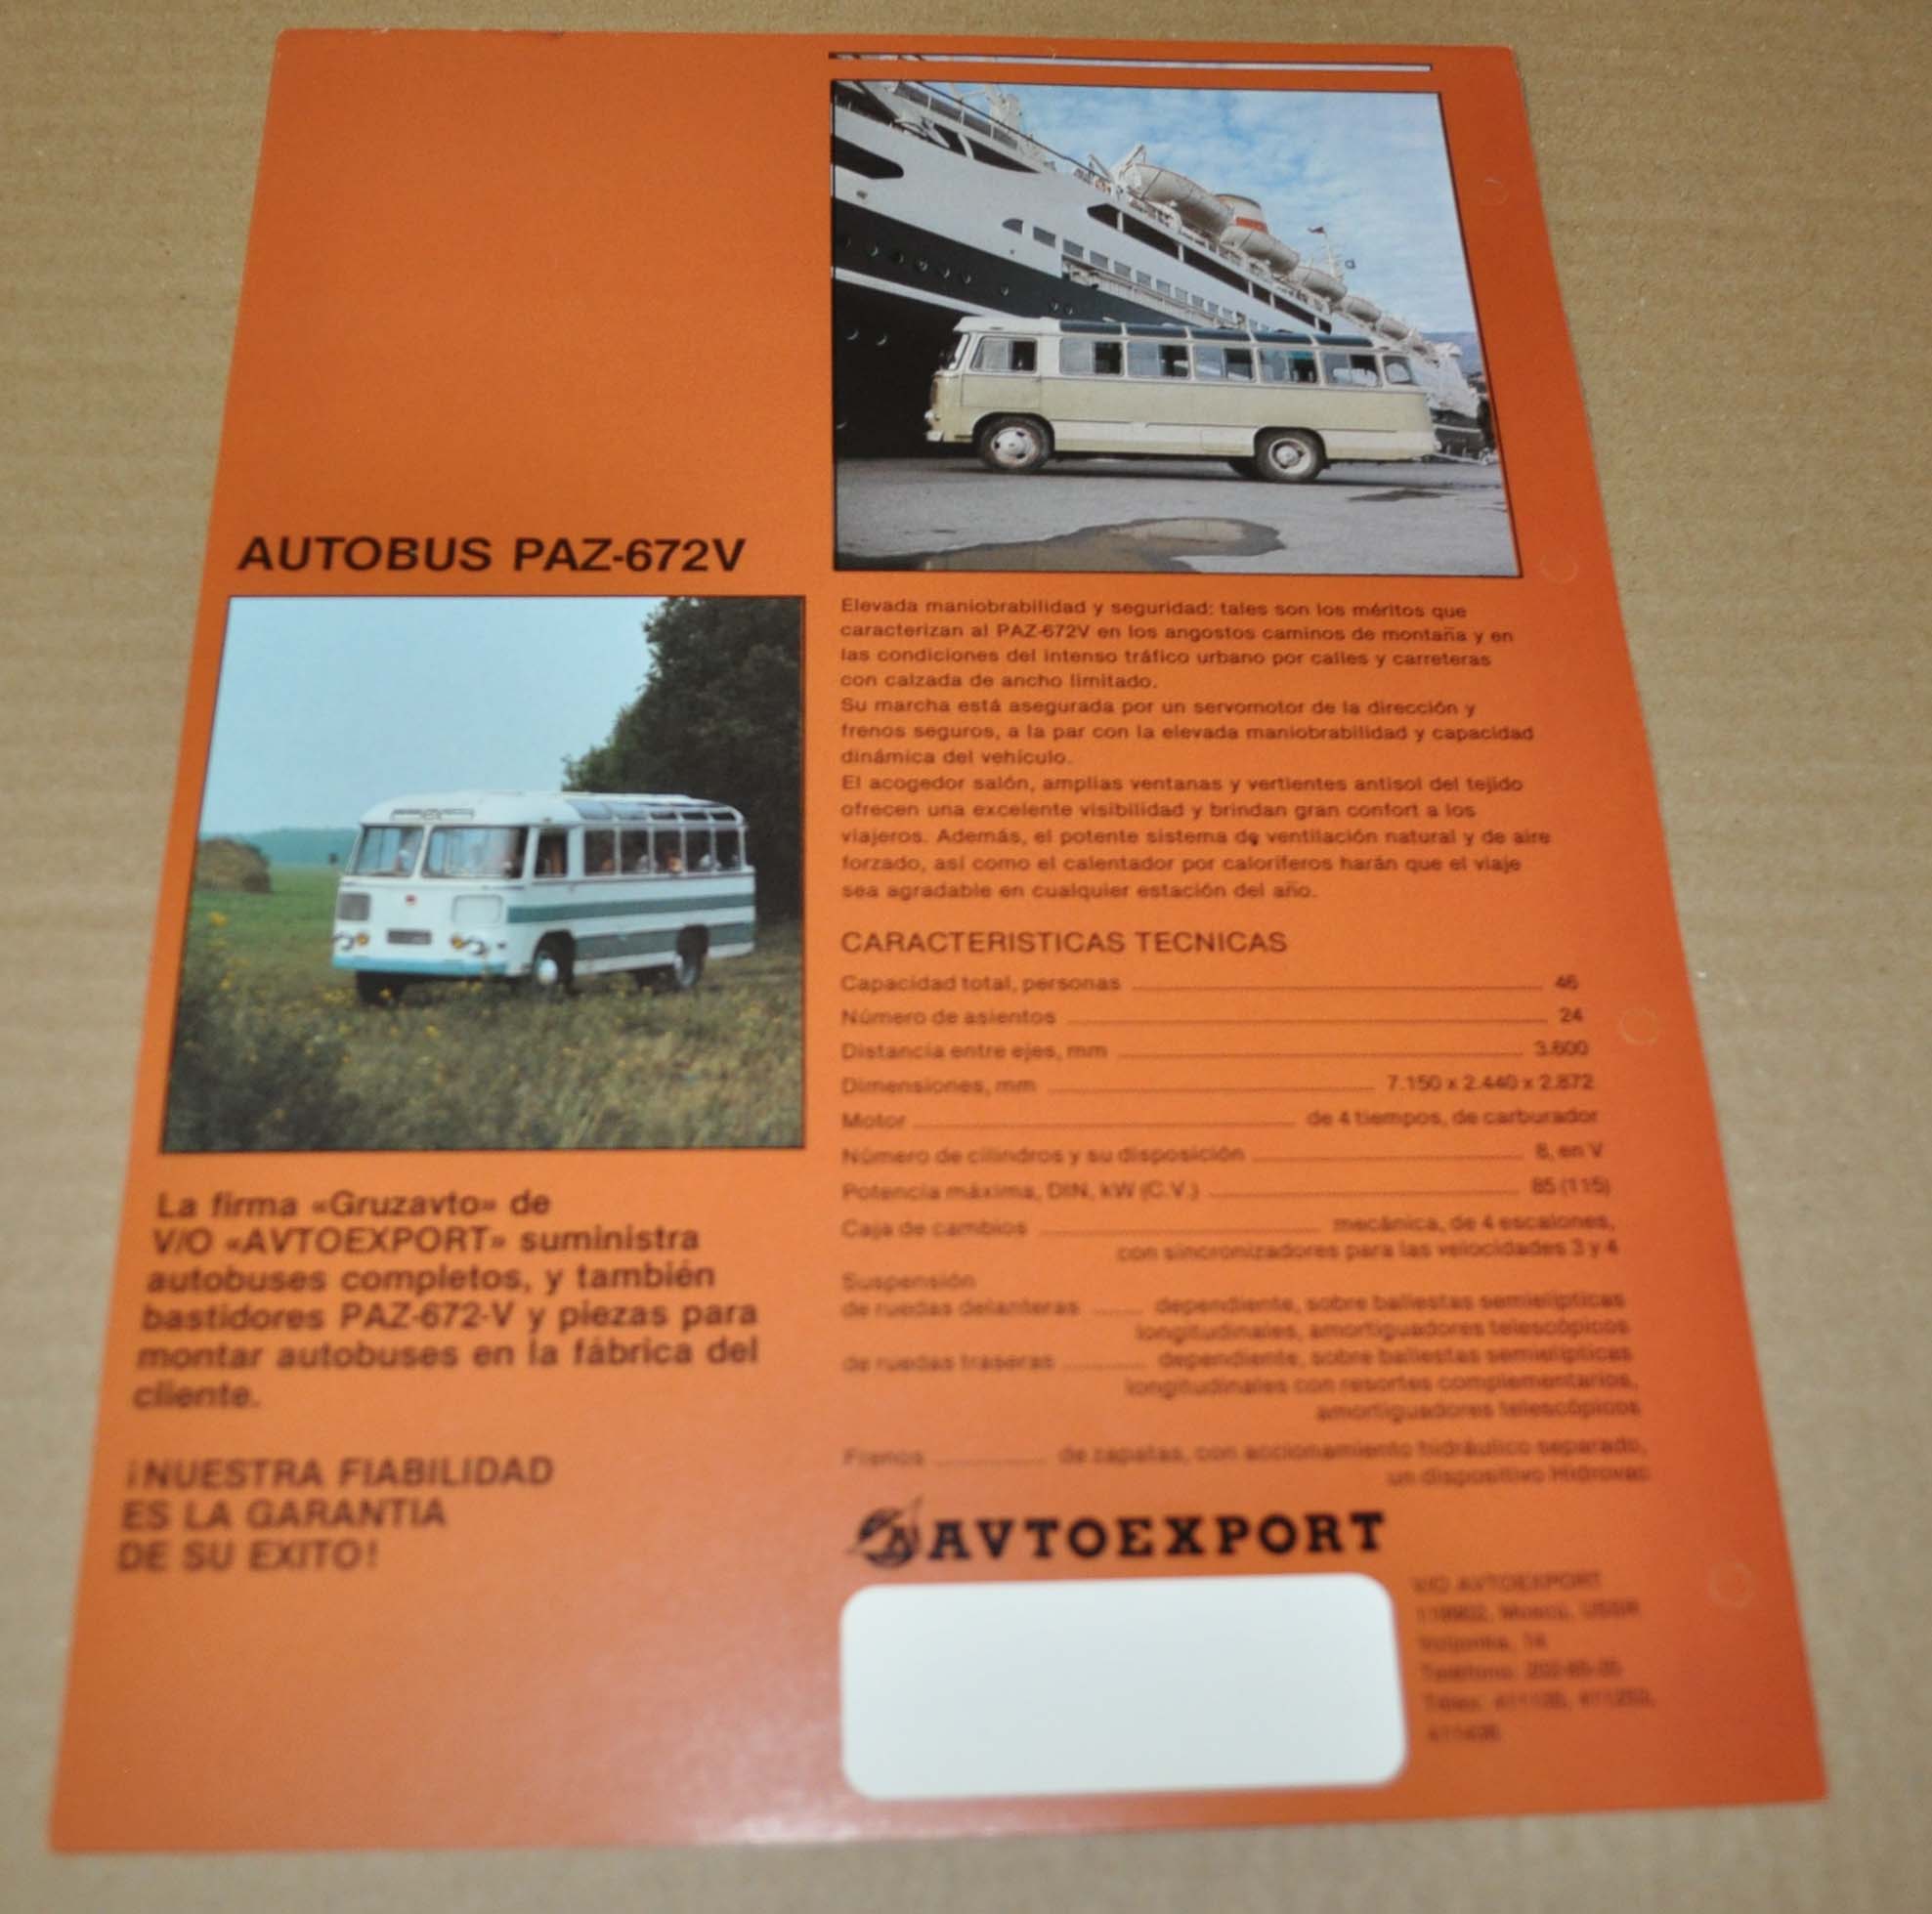 AUTOBUS PAZ-672V
La firma «Gruzavto» de
V/O «AVTOEXPORT» suministra
autobuses completos, y también
bastidores PAZ-672-V y piezas para
montar autobuses en la fábrica del
cliente.
¡NUESTRA FIABILIDAD
ES LA GARANTIA
DE SU EXITO!
Elevada maniobrabilidad y seguridad: tales son los méritos que
caracterizan al PAZ-672V en los angostos caminos de montaña y en
las condiciones del intenso tráfico urbano por calles y carreteras
con calzada de ancho limitado.
Su marcha está asegurada por un servomotor de la dirección y
frenos seguros, a la par con la elevada maniobrabilidad y capacidad
dinámica del vehículo.
El acogedor salón, amplias ventanas y vertientes antisol del tejido
ofrecen una excelente visibilidad y brindan gran confort a los
viajeros. Además, el potente sistema de ventilación natural y de aire
forzado, así como el calentador por caloríferos harán que el viaje
sea agradable en cualquier estación del año.
CARACTERISTICAS TECNICAS
Capacidad total, personas 46
Número de asientos 24
Distancia entre ejes, mm 3.600
Dimensiones, mm 7.150 x 2.440 x 2.872
Motor de 4 tiempos, de carburador
Número de cilindros y su disposición 8, en V
Potencia máxima, DIN, kW (C.V.) 85 (115)
Caja de cambios mecánica, de 4 escalones,
con sincronizadores para las velocidades 3 y 4
Suspensión
de ruedas delanteras dependiente, sobre ballestas semielípticas
longitudinales, amortiguadores telescópicos
de ruedas traseras dependiente, sobre ballestas semielípticas
longitudinales con resortes complementarios,
amortiguadores telescópicos
Frenos de zapatas, con accionamiento hidráulico separado,
un dispositivo Hidrovac
AVTOEXPORT
V/O AVTOEXPORT
119902, Moscú, USSR
Voljonka, 14